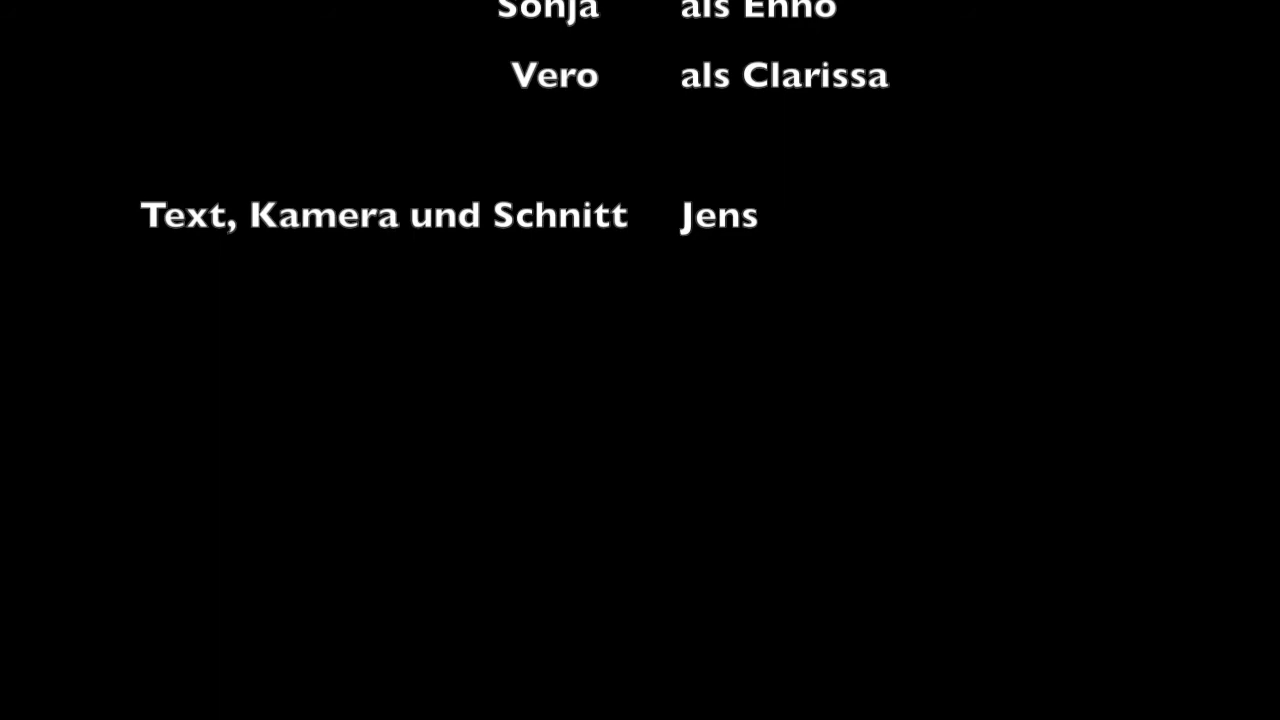 Sonja als Enno
Vero als Clarissa
Text, Kamera und Schnitt Jens